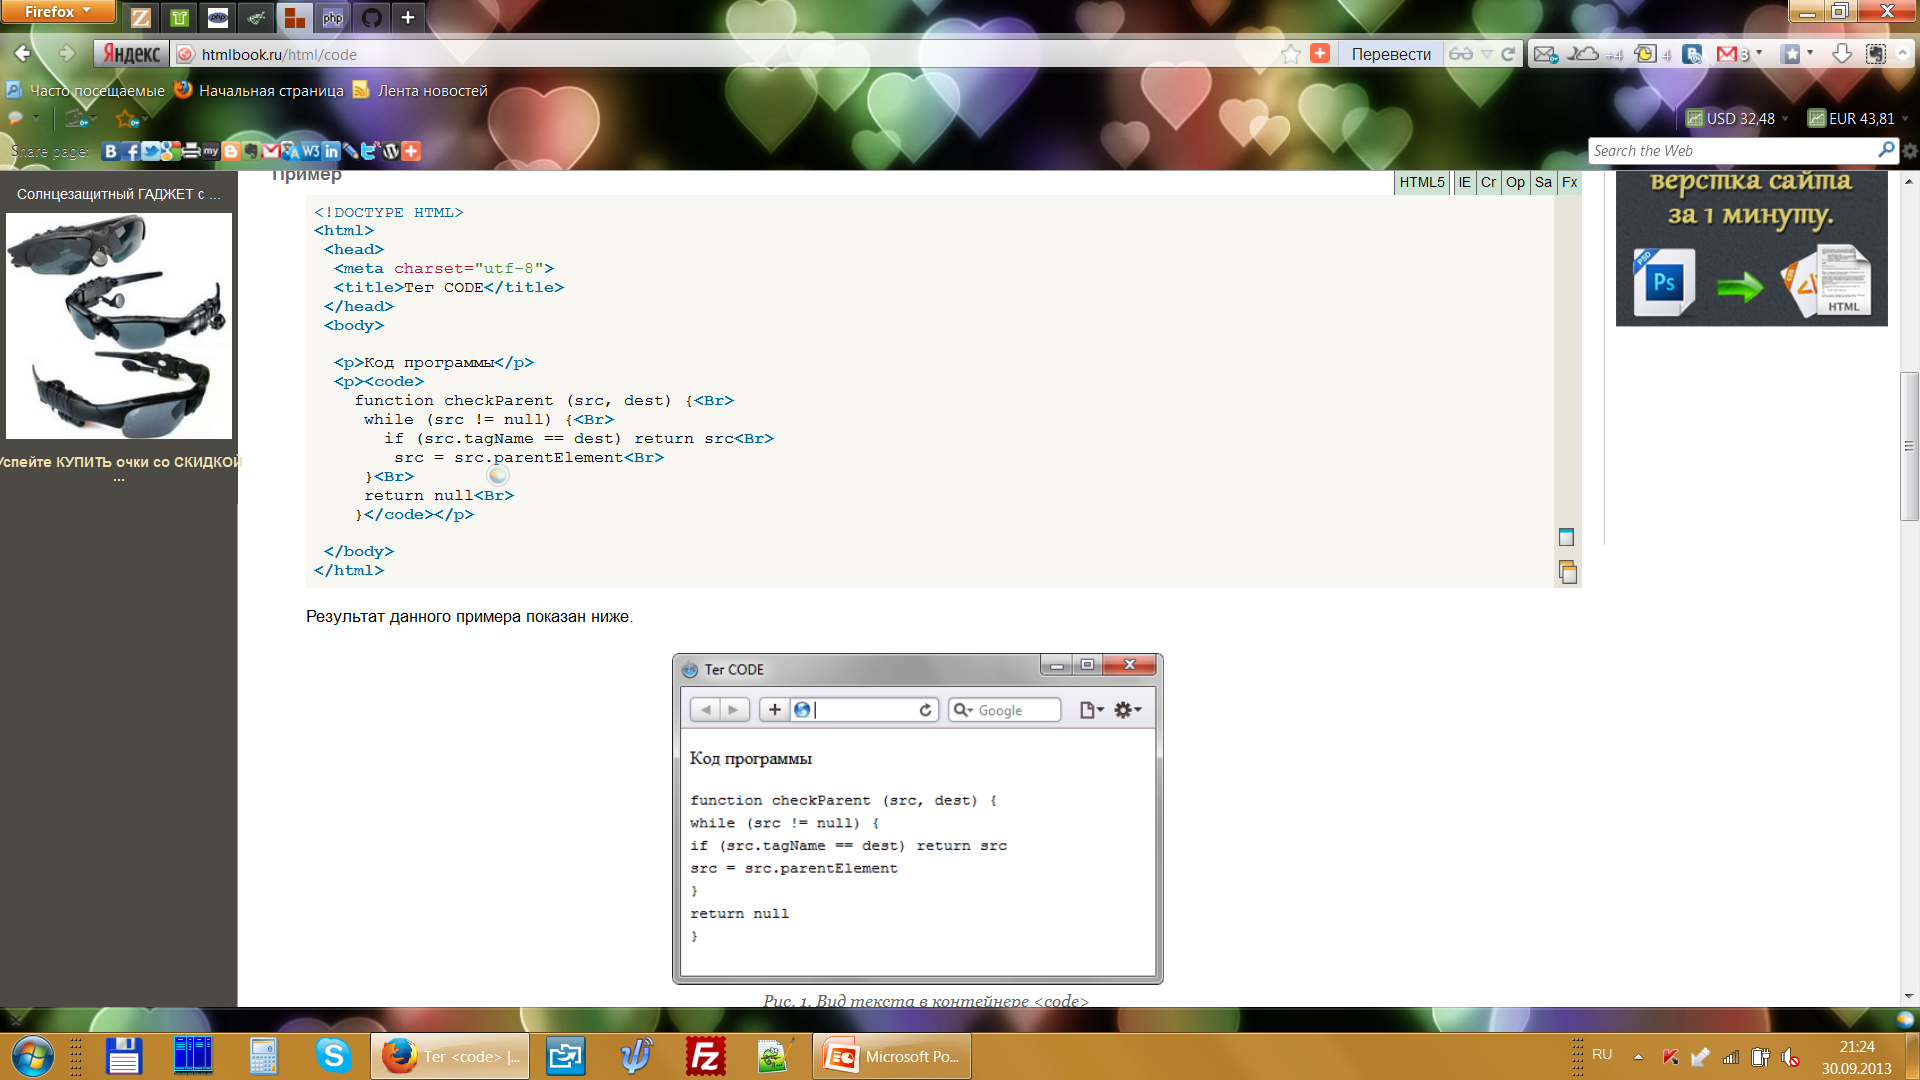 Firefox
Яндекс
htmlbook.ru/html/code
Перевести
4
4
3
Часто посещаемые
Начальная страница
Лента новостей
USD 32,48
EUR 43,81
Share page:
Search the Web
Солнцезащитный ГАДЖЕТ с ...
Успейте КУПИТЬ очки со СКИДКОЙ
...
Пример
HTML5 IE Cr Op Sa Fx
<!DOCTYPE HTML>
<html>
<head>
<meta charset="utf-8">
<title>Тег CODE</title>
</head>
<body>
<p>Код программы</p>
<p><code>
function checkParent (src, dest) {<Br>
while (src != null) {<Br>
if (src.tagName == dest) return src<Br>
src = src.parentElement<Br>
}<Br>
return null<Br>
}</code></p>
</body>
</html>
верстка сайта
за 1 минуту.
PSD
Ps
HTML
Результат данного примера показан ниже.
Тег CODE
Google
Код программы
function checkParent (src, dest) {
while (src != null) {
if (src.tagName == dest) return src
src = src.parentElement
}
return null
}
Рис. 1. Вид текста в контейнере <code>
Тег <code> |...
Microsoft Po...
RU
21:24
30.09.2013